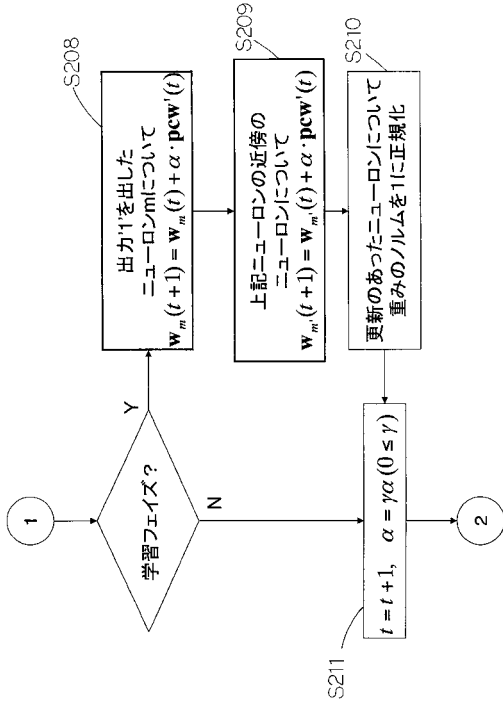 1
学習フェイズ?
Y
N
S208
出力'1'を出した
ニューロンmについて
w_m(t+1) = w_m(t) + α・pcw'(t)
S209
上記ニューロンの近傍の
ニューロンについて
w_m'(t+1) = w_m'(t) + α・pcw'(t)
S210
更新のあったニューロンについて
重みのノルムを1に正規化
S211
t = t+1, α = γα(0 ≤ γ)
2